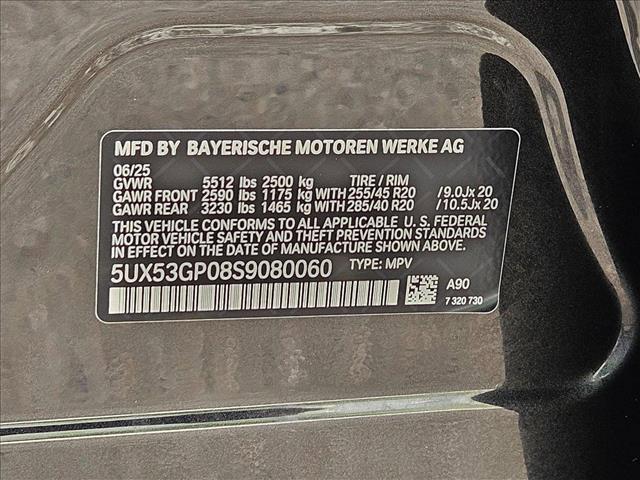 MFD BY BAYERISCHE MOTOREN WERKE AG
06/25
GVWR 5512 lbs 2500 kg TIRE / RIM
GAWR FRONT 2590 lbs 1175 kg WITH 255/45 R20 /9.0Jx 20
GAWR REAR 3230 lbs 1465 kg WITH 285/40 R20 /10.5Jx 20
THIS VEHICLE CONFORMS TO ALL APPLICABLE U. S. FEDERAL
MOTOR VEHICLE SAFETY AND THEFT PREVENTION STANDARDS
IN EFFECT ON THE DATE OF MANUFACTURE SHOWN ABOVE:
5UX53GP08S9080060 TYPE: MPV
A90
7 320 730